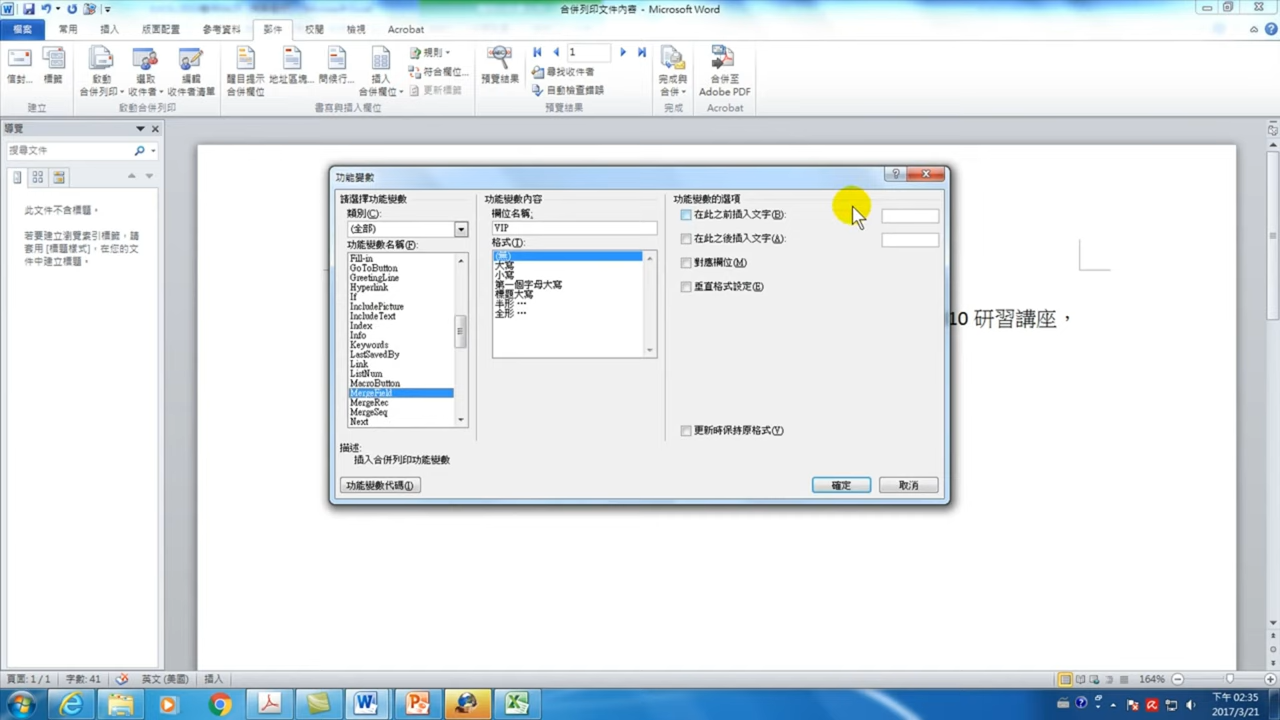 合併列印文件內容 - Microsoft Word
檔案 常用 插入 版面配置 參考資料 郵件 校閱 檢視 Acrobat
信封... 標籤 啟動合併列印 選取收件者 編輯收件者清單 醒目提示合併欄位 地址區塊... 問候行... 插入合併欄位 規則 符合欄位... 更新標籤 預覽結果 1 尋找收件者 自動檢查錯誤 完成與合併 合併至 Adobe PDF
建立 啟動合併列印 書寫與插入欄位 預覽結果 完成 Acrobat
導覽
搜尋文件
此文件不含標題。
若要建立瀏覽索引標籤，請
套用 [標題樣式]，在您的文
件中建立標題。
功能變數
請選擇功能變數
類別(C):
(全部)
功能變數名稱(F):
Fill-in
GoToButton
GreetingLine
Hyperlink
If
IncludePicture
IncludeText
Index
Info
Keywords
LastSavedBy
Link
ListNum
MacroButton
MergeField
MergeRec
MergeSeq
Next
功能變數內容
欄位名稱:
VIP
格式(T):
(無)
大寫
小寫
第一個字母大寫
標題大寫
半形 …
全形 …
功能變數的選項
在此之前插入文字(B):
在此之後插入文字(A):
對應欄位(M)
垂直格式設定(E)
更新時保持原格式(V)
描述:
插入合併列印功能變數
功能變數代碼(I)
確定 取消
10 研習講座，
頁面: 1/1 字數: 41 英文 (美國) 插入 164%
下午 02:35
2017/3/21